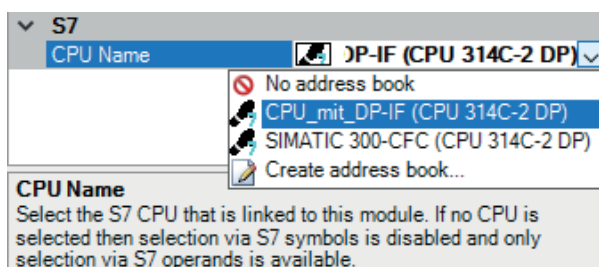 S7
CPU Name DP-IF (CPU 314C-2 DP)
No address book
CPU_mit_DP-IF (CPU 314C-2 DP)
SIMATIC 300-CFC (CPU 314C-2 DP)
Create address book...
CPU Name
Select the S7 CPU that is linked to this module. If no CPU is
selected then selection via S7 symbols is disabled and only
selection via S7 operands is available.